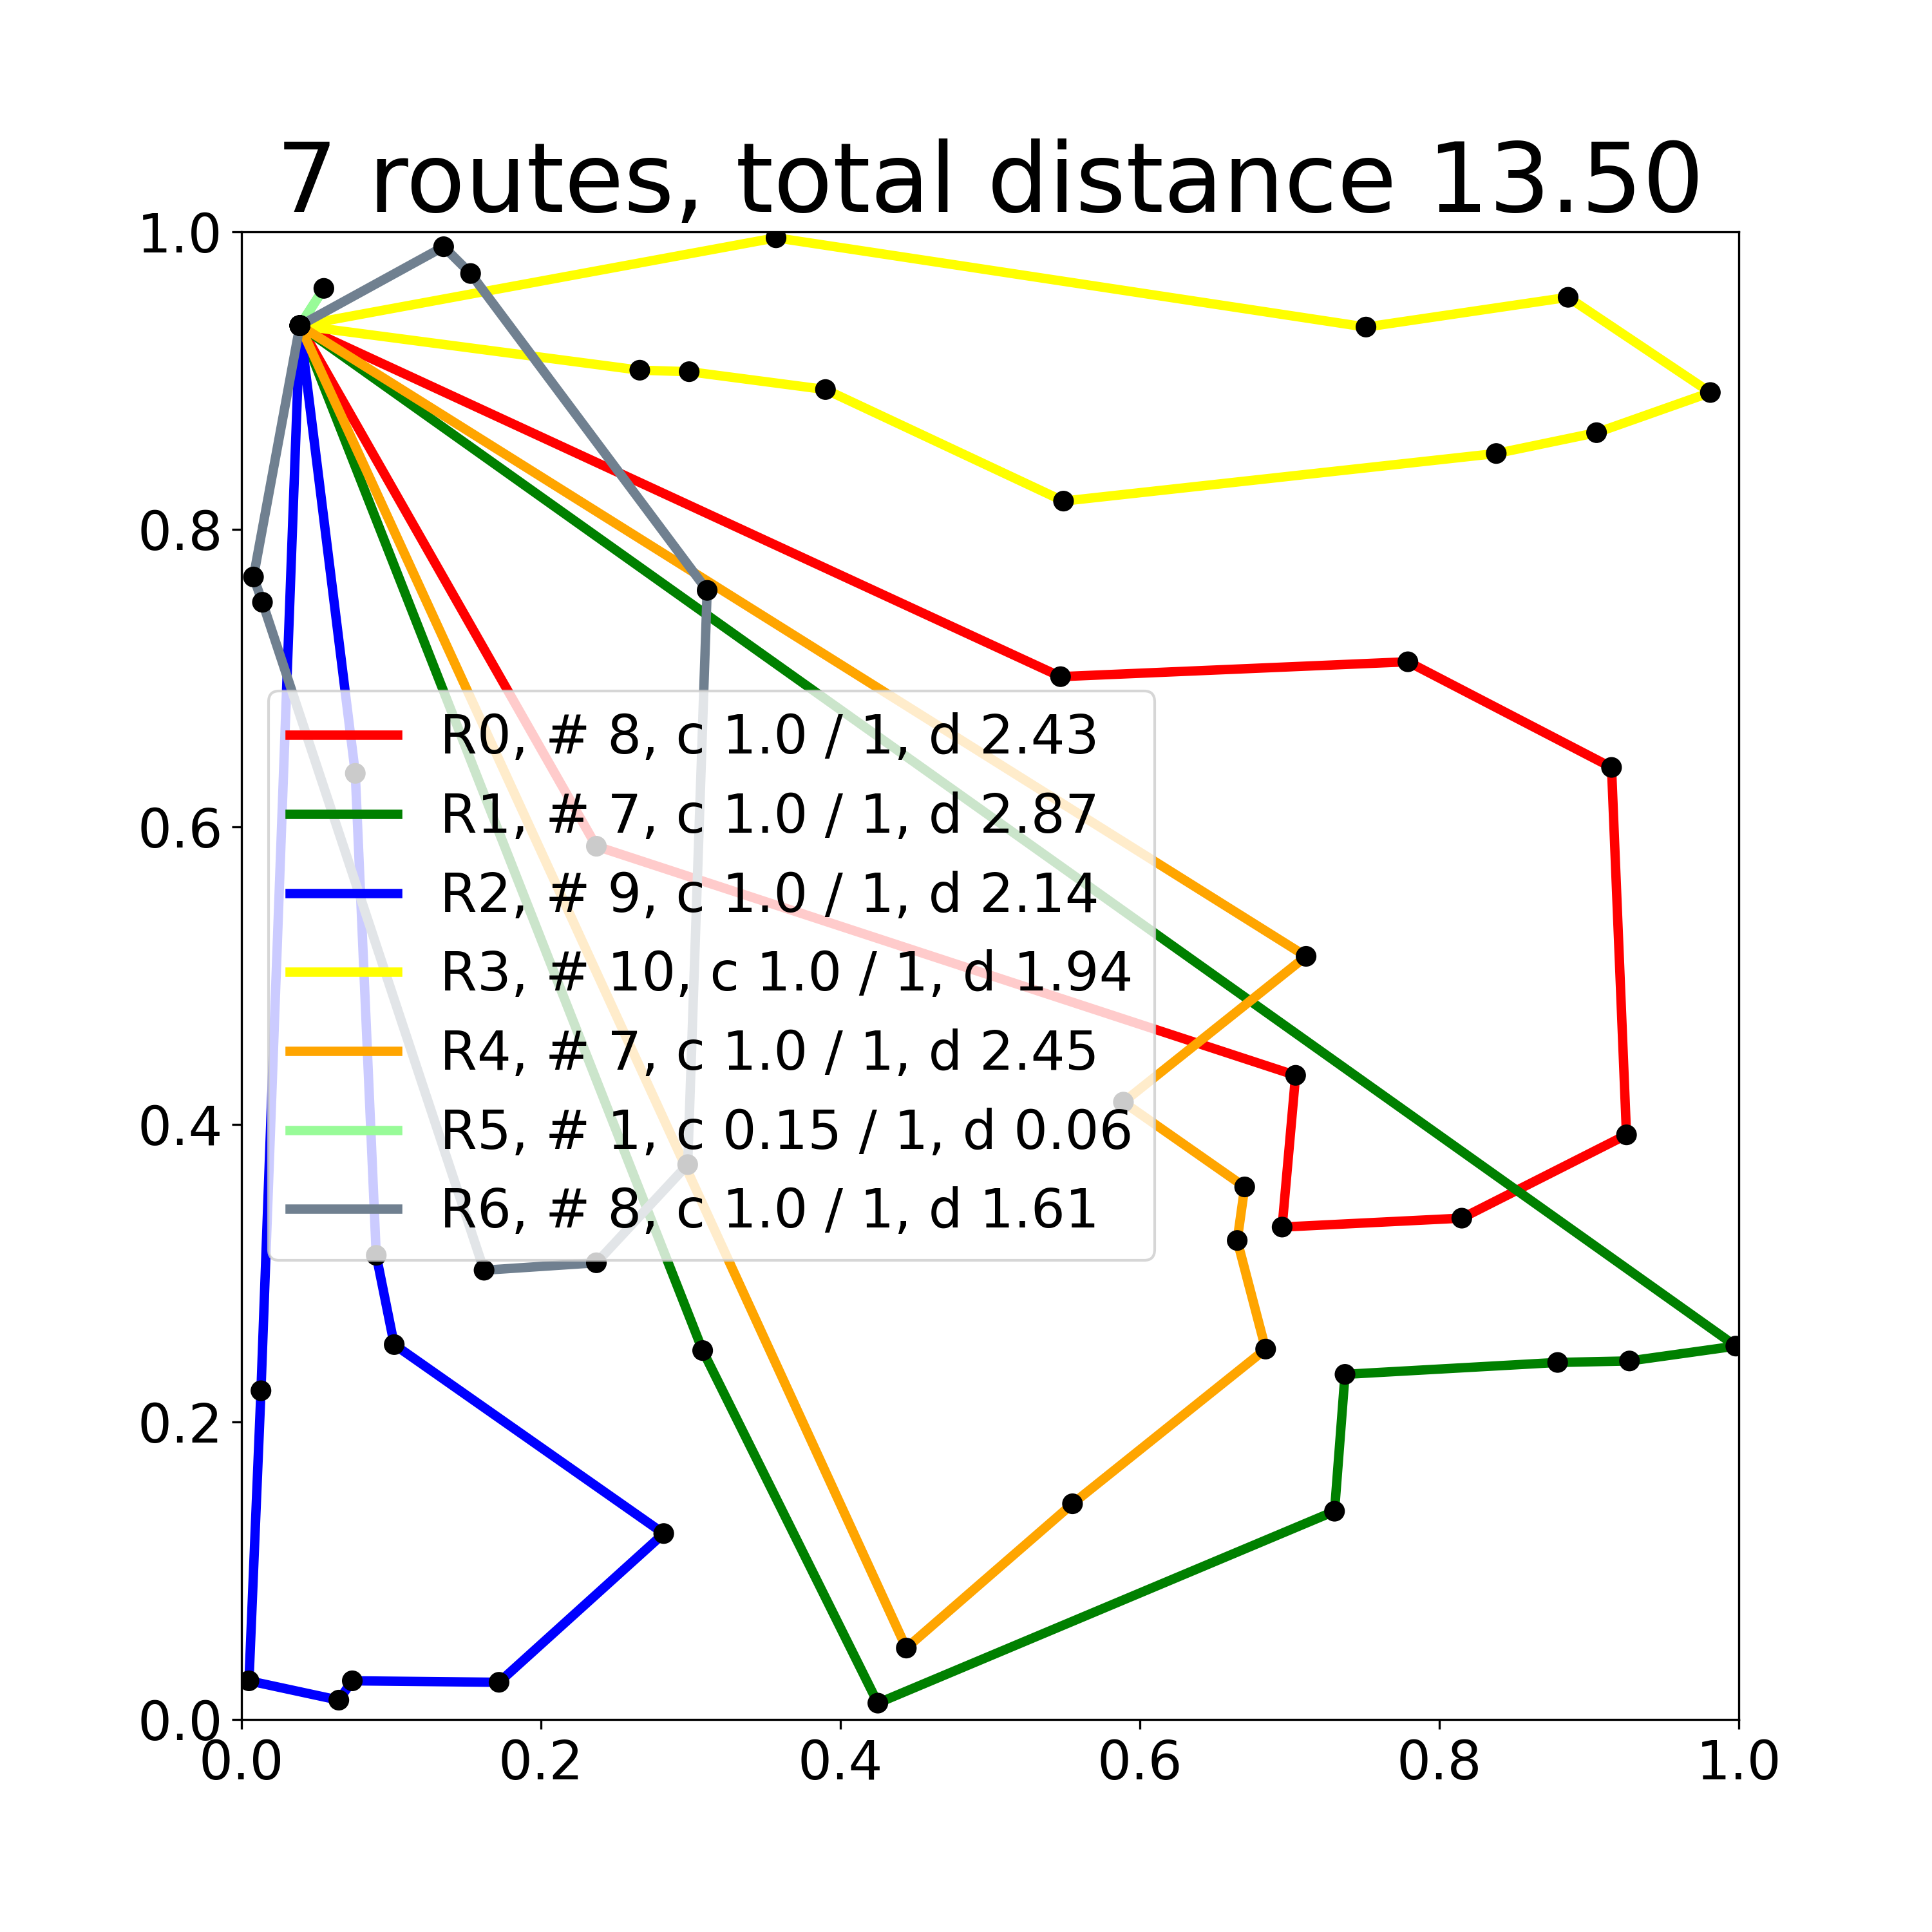 7 routes, total distance 13.50
1.0
0.8
0.6
0.4
0.2
0.0
R0, # 8, c 1.0 / 1, d 2.43
R1, # 7, c 1.0 / 1, d 2.87
R2, # 9, c 1.0 / 1, d 2.14
R3, # 10, c 1.0 / 1, d 1.94
R4, # 7, c 1.0 / 1, d 2.45
R5, # 1, c 0.15 / 1, d 0.06
R6, # 8, c 1.0 / 1, d 1.61
0.0 0.2 0.4 0.6 0.8 1.0